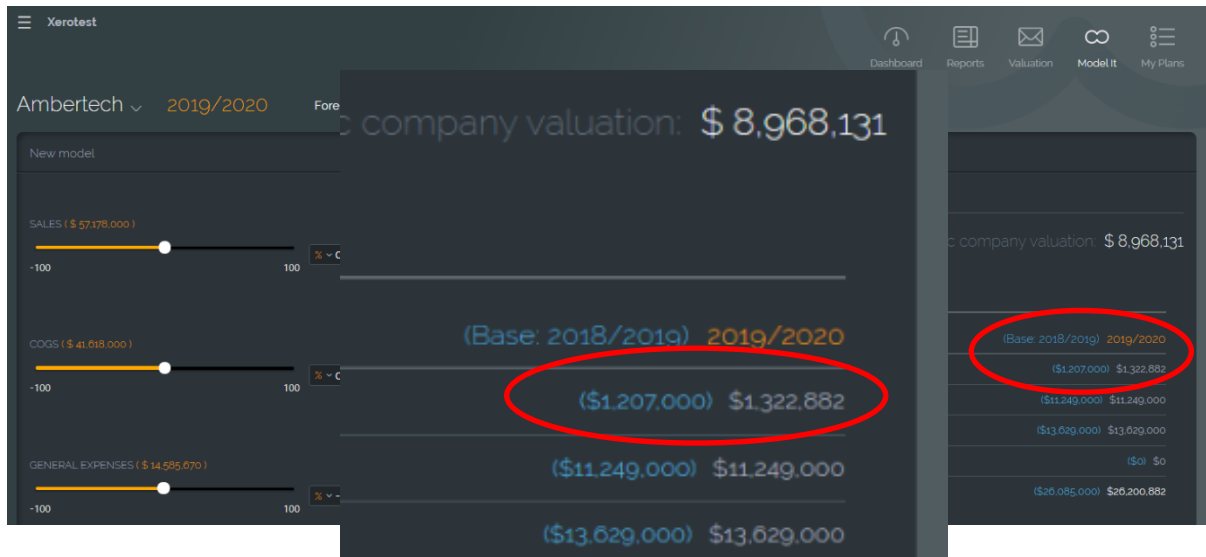 Xerotest
Dashboard Reports Valuation Model It My Plans
Ambertech 2019/2020 Fore
New model
SALES ( $ 57,178,000 )
-100 100
%
COGS ( $ 41,618,000 )
-100 100
%
GENERAL EXPENSES ( $ 14,585,670 )
-100 100
% -
c company valuation: $ 8,968,131
(Base: 2018/2019) 2019/2020
($1,207,000) $1,322,882
($11,249,000) $11,249,000
($13,629,000) $13,629,000
c company valuation: $ 8,968,131
(Base: 2018/2019) 2019/2020
($1,207,000) $1,322,882
($11,249,000) $11,249,000
($13,629,000) $13,629,000
($0) $0
($26,085,000) $26,200,882